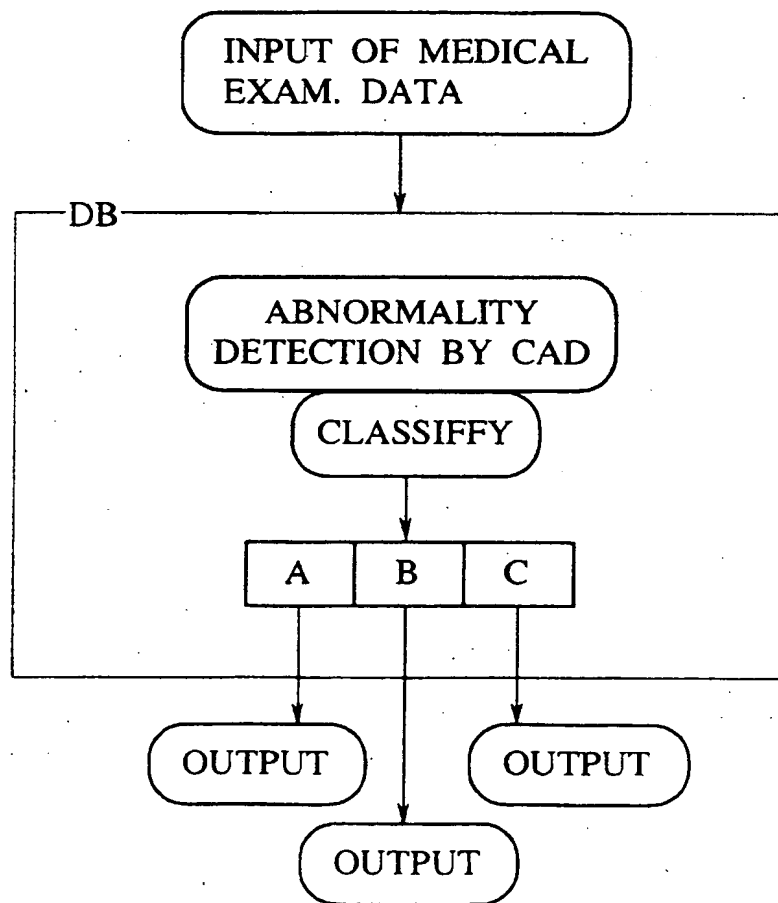 INPUT OF MEDICAL
EXAM. DATA
DB
ABNORMALITY
DETECTION BY CAD
CLASSIFFY
A B C
OUTPUT OUTPUT
OUTPUT